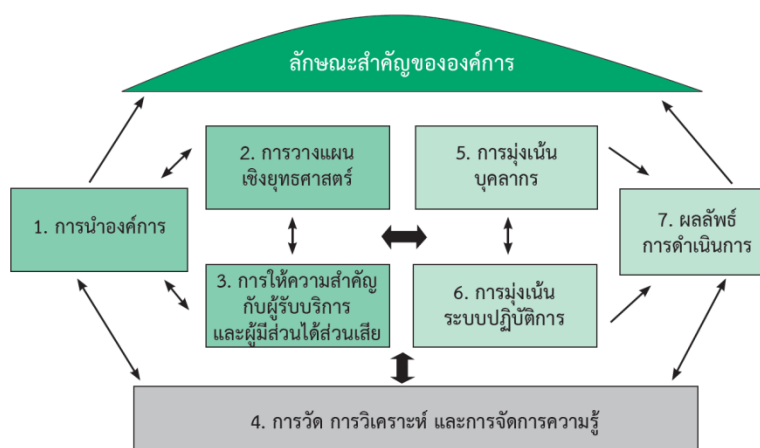 ลักษณะสำคัญขององค์การ
1. การนำองค์การ
2. การวางแผน
เชิงยุทธศาสตร์
3. การให้ความสำคัญ
กับผู้รับบริการ
และผู้มีส่วนได้ส่วนเสีย
5. การมุ่งเน้น
บุคลากร
6. การมุ่งเน้น
ระบบปฏิบัติการ
7. ผลลัพธ์
การดำเนินการ
4. การวัด การวิเคราะห์ และการจัดการความรู้